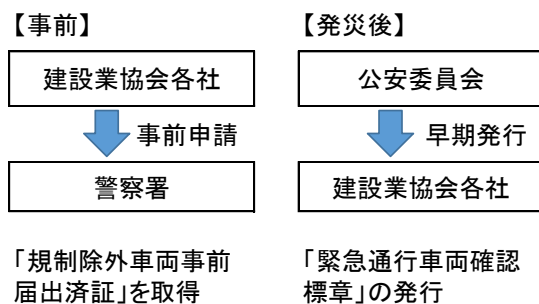 【事前】
建設業協会各社
事前申請
警察署
「規制除外車両事前
届出済証」を取得
【発災後】
公安委員会
早期発行
建設業協会各社
「緊急通行車両確認
標章」の発行